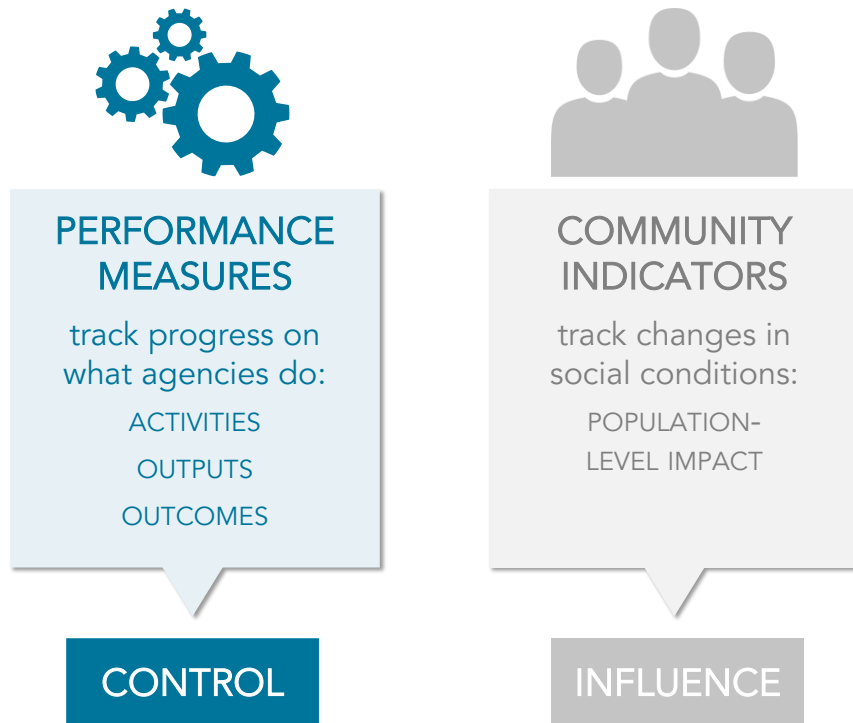 PERFORMANCE
MEASURES
track progress on
what agencies do:
ACTIVITIES
OUTPUTS
OUTCOMES
CONTROL
COMMUNITY
INDICATORS
track changes in
social conditions:
POPULATION-
LEVEL IMPACT
INFLUENCE